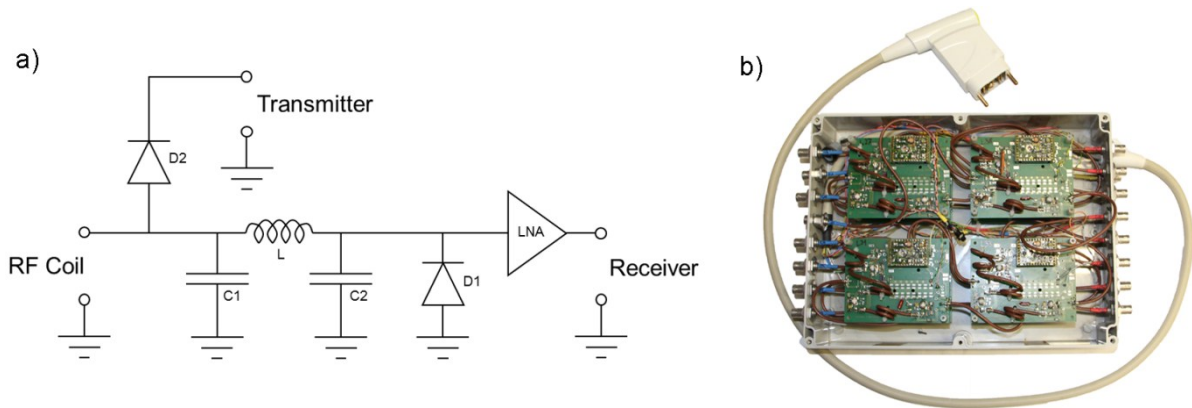 a)
Transmitter
D2
RF Coil
C1
L
C2
D1
LNA
Receiver
b)